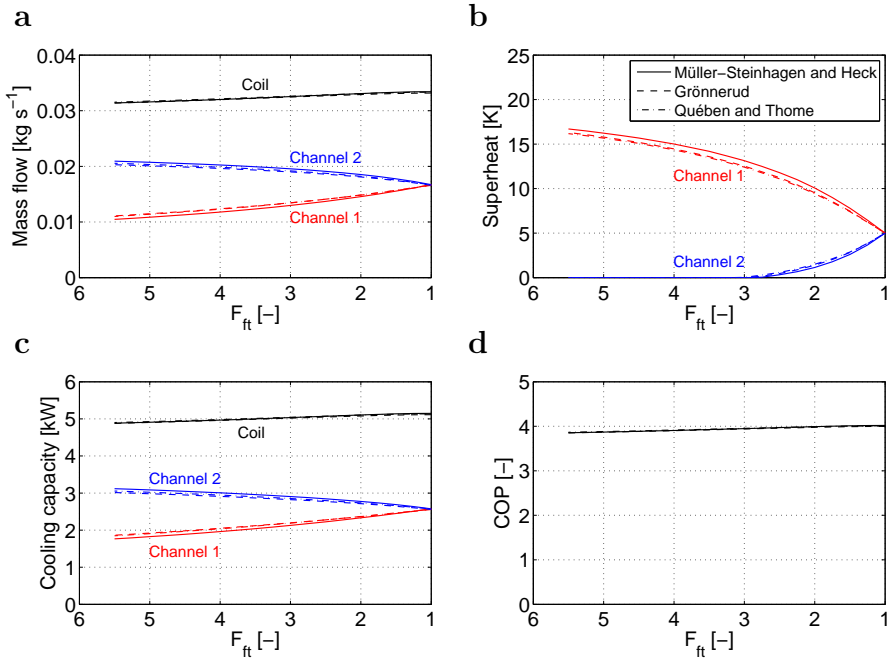 a
0.04
0.03
0.02
0.01
0
Mass flow [kg s⁻¹]
Coil
Channel 2
Channel 1
6 5 4 3 2 1
F_ft [–]
b
25
20
15
10
5
0
Superheat [K]
Müller–Steinhagen and Heck
Grönnerud
Quében and Thome
Channel 1
Channel 2
6 5 4 3 2 1
F_ft [–]
c
6
5
4
3
2
1
0
Cooling capacity [kW]
Coil
Channel 2
Channel 1
6 5 4 3 2 1
F_ft [–]
d
5
4
3
2
1
0
COP [–]
6 5 4 3 2 1
F_ft [–]